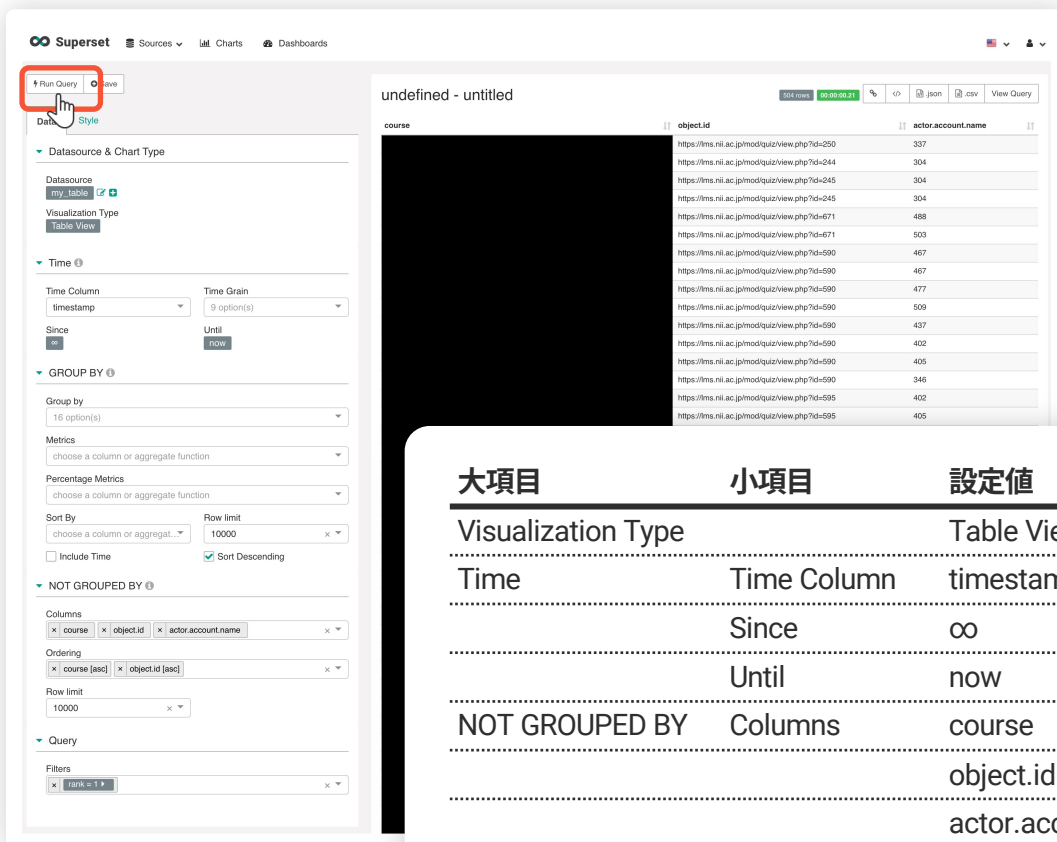 Superset Sources Charts Dashboards
Run Query Save
Data Style
Datasource & Chart Type
Datasource
my_table
Visualization Type
Table View
Time
Time Column Time Grain
timestamp 9 option(s)
Since Until
∞ now
GROUP BY
Group by
16 option(s)
Metrics
choose a column or aggregate function
Percentage Metrics
choose a column or aggregate function
Sort By Row limit
choose a column or aggregat... 10000
Include Time Sort Descending
NOT GROUPED BY
Columns
× course × object.id × actor.account.name
Ordering
× course [asc] × object.id [asc]
Row limit
10000
Query
Filters
× rank = 1
undefined - untitled 504 rows 00:00:00.21 </> .json .csv View Query
course object.id actor.account.name
https://lms.nii.ac.jp/mod/quiz/view.php?id=250 337
https://lms.nii.ac.jp/mod/quiz/view.php?id=244 304
https://lms.nii.ac.jp/mod/quiz/view.php?id=245 304
https://lms.nii.ac.jp/mod/quiz/view.php?id=245 304
https://lms.nii.ac.jp/mod/quiz/view.php?id=671 488
https://lms.nii.ac.jp/mod/quiz/view.php?id=671 503
https://lms.nii.ac.jp/mod/quiz/view.php?id=590 467
https://lms.nii.ac.jp/mod/quiz/view.php?id=590 467
https://lms.nii.ac.jp/mod/quiz/view.php?id=590 477
https://lms.nii.ac.jp/mod/quiz/view.php?id=590 509
https://lms.nii.ac.jp/mod/quiz/view.php?id=590 437
https://lms.nii.ac.jp/mod/quiz/view.php?id=590 402
https://lms.nii.ac.jp/mod/quiz/view.php?id=590 405
https://lms.nii.ac.jp/mod/quiz/view.php?id=590 346
https://lms.nii.ac.jp/mod/quiz/view.php?id=595 402
https://lms.nii.ac.jp/mod/quiz/view.php?id=595 405
大項目 小項目 設定値
Visualization Type Table Vie
Time Time Column timestam
Since ∞
Until now
NOT GROUPED BY Columns course
object.id
actor.acc